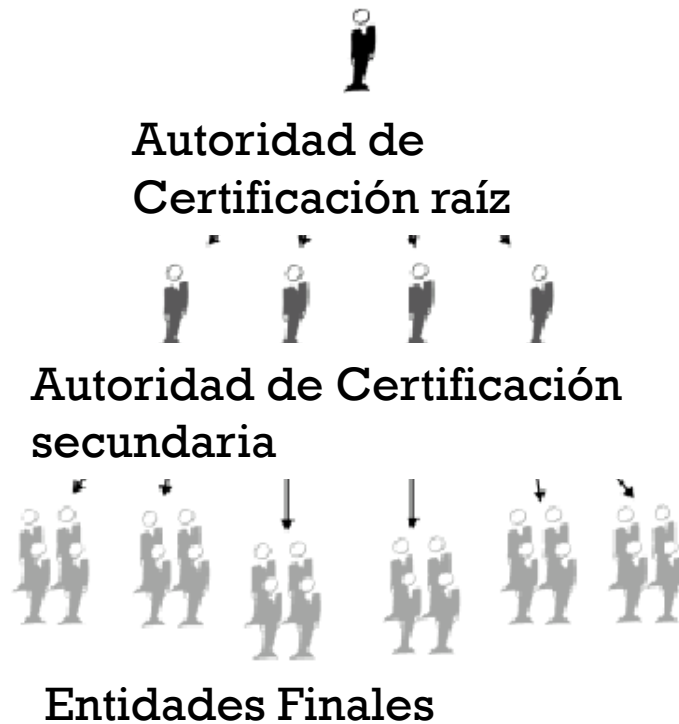 Autoridad de
Certificación raíz
Autoridad de Certificación
secundaria
Entidades Finales